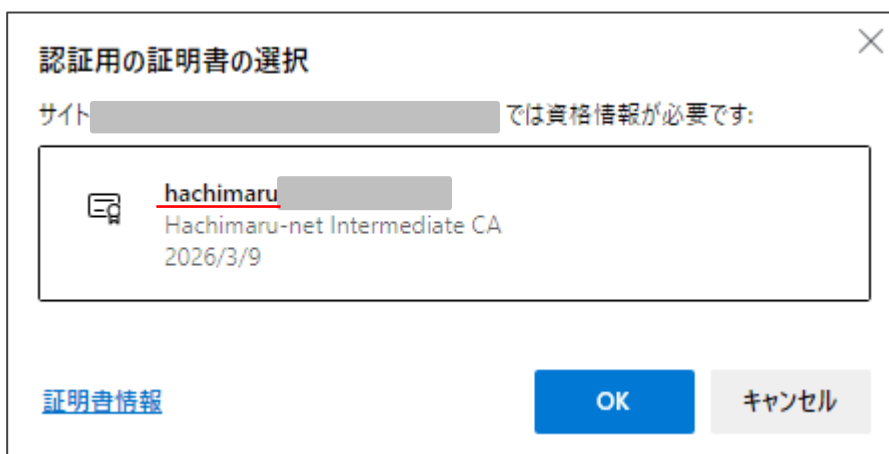 認証用の証明書の選択
サイト では資格情報が必要です:
hachimaru
Hachimaru-net Intermediate CA
2026/3/9
証明書情報
OK
キャンセル